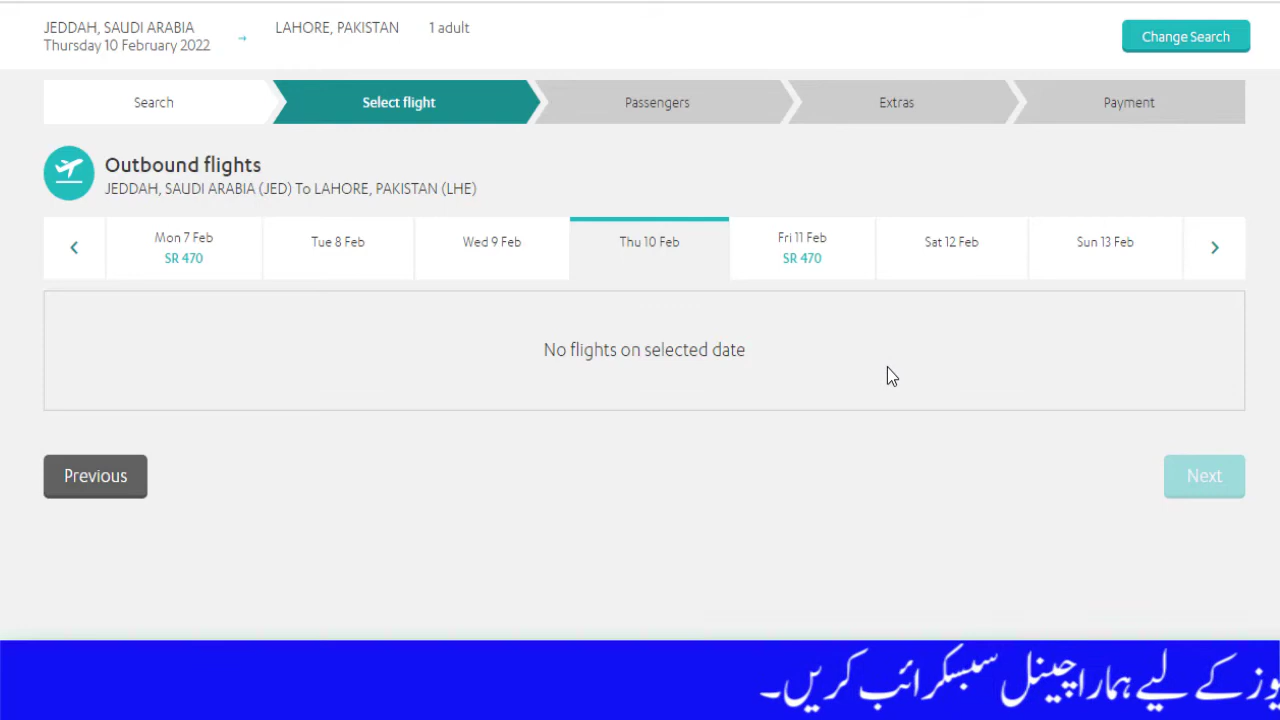 JEDDAH, SAUDI ARABIA
Thursday 10 February 2022
→
LAHORE, PAKISTAN
1 adult
Change Search
Search
Select flight
Passengers
Extras
Payment
Outbound flights
JEDDAH, SAUDI ARABIA (JED) To LAHORE, PAKISTAN (LHE)
Mon 7 Feb
SR 470
Tue 8 Feb
Wed 9 Feb
Thu 10 Feb
Fri 11 Feb
SR 470
Sat 12 Feb
Sun 13 Feb
No flights on selected date
Previous
Next
کے لیے ہمارا چینل سبسکرائب کریں۔